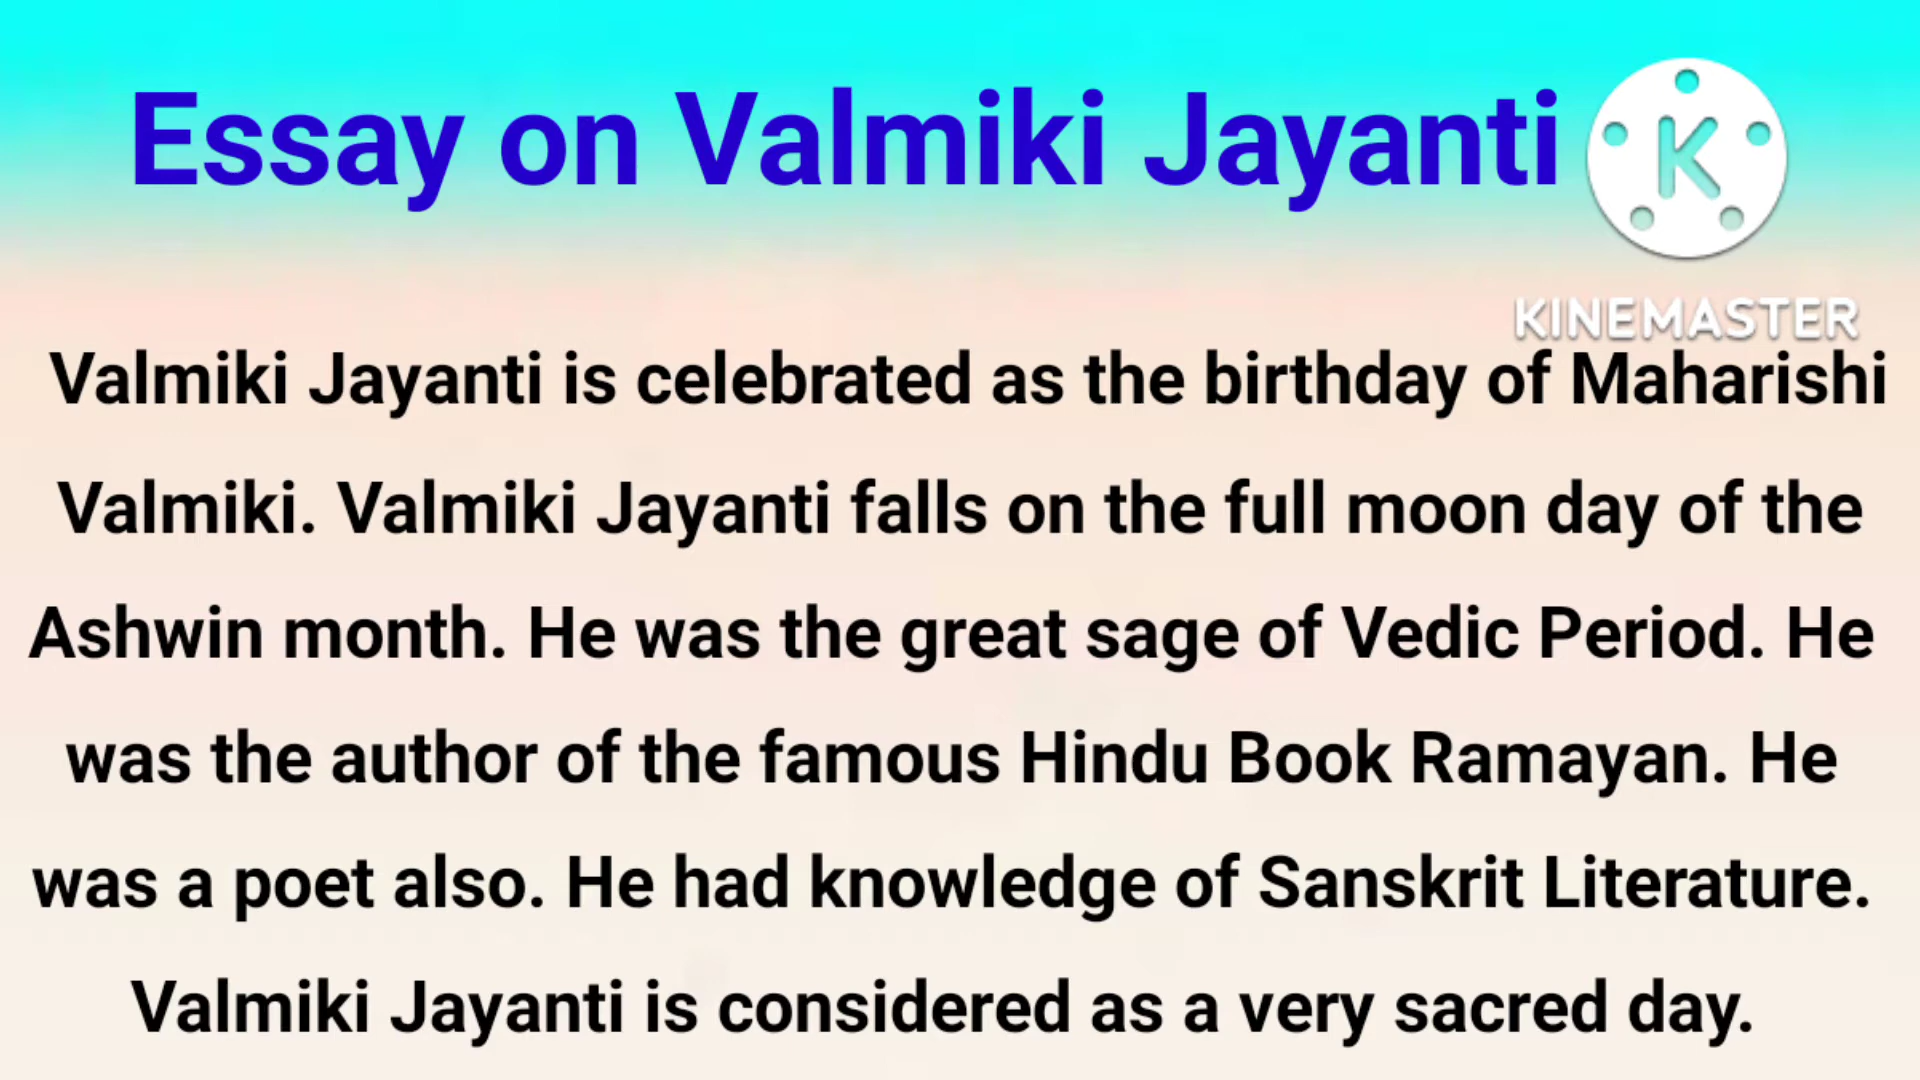 Essay on Valmiki Jayanti
K
KINEMASTER
Valmiki Jayanti is celebrated as the birthday of Maharishi
Valmiki. Valmiki Jayanti falls on the full moon day of the
Ashwin month. He was the great sage of Vedic Period. He
was the author of the famous Hindu Book Ramayan. He
was a poet also. He had knowledge of Sanskrit Literature.
Valmiki Jayanti is considered as a very sacred day.